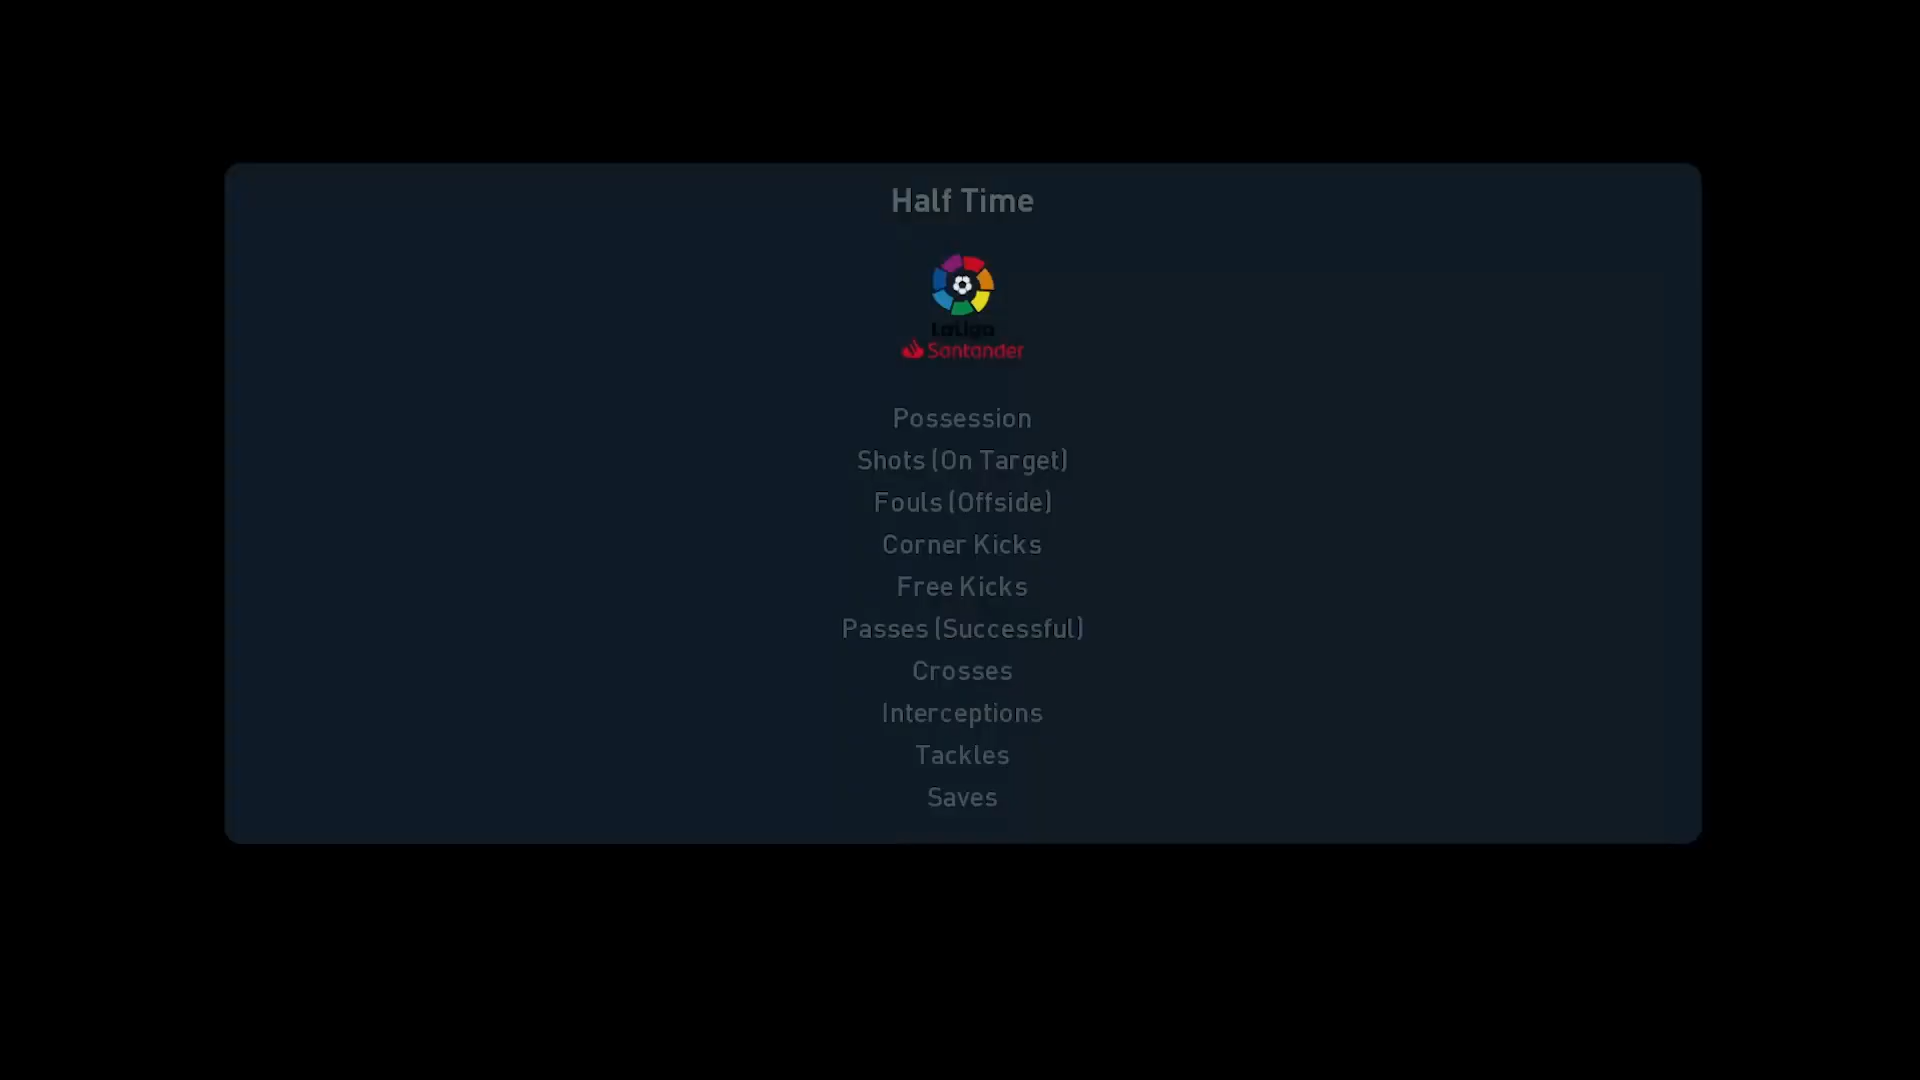 Half Time
LaLiga
Santander
Possession
Shots (On Target)
Fouls (Offside)
Corner Kicks
Free Kicks
Passes (Successful)
Crosses
Interceptions
Tackles
Saves